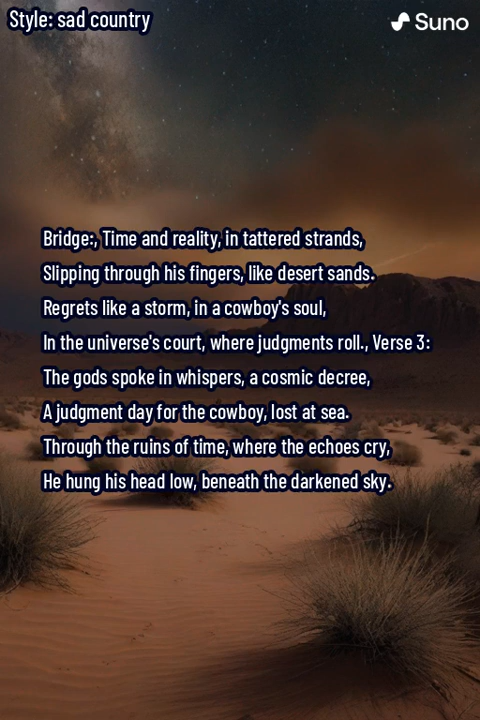 Style: sad country
Suno
Bridge:, Time and reality, in tattered strands,
Slipping through his fingers, like desert sands.
Regrets like a storm, in a cowboy's soul,
In the universe's court, where judgments roll., Verse 3:
The gods spoke in whispers, a cosmic decree,
A judgment day for the cowboy, lost at sea.
Through the ruins of time, where the echoes cry,
He hung his head low, beneath the darkened sky.